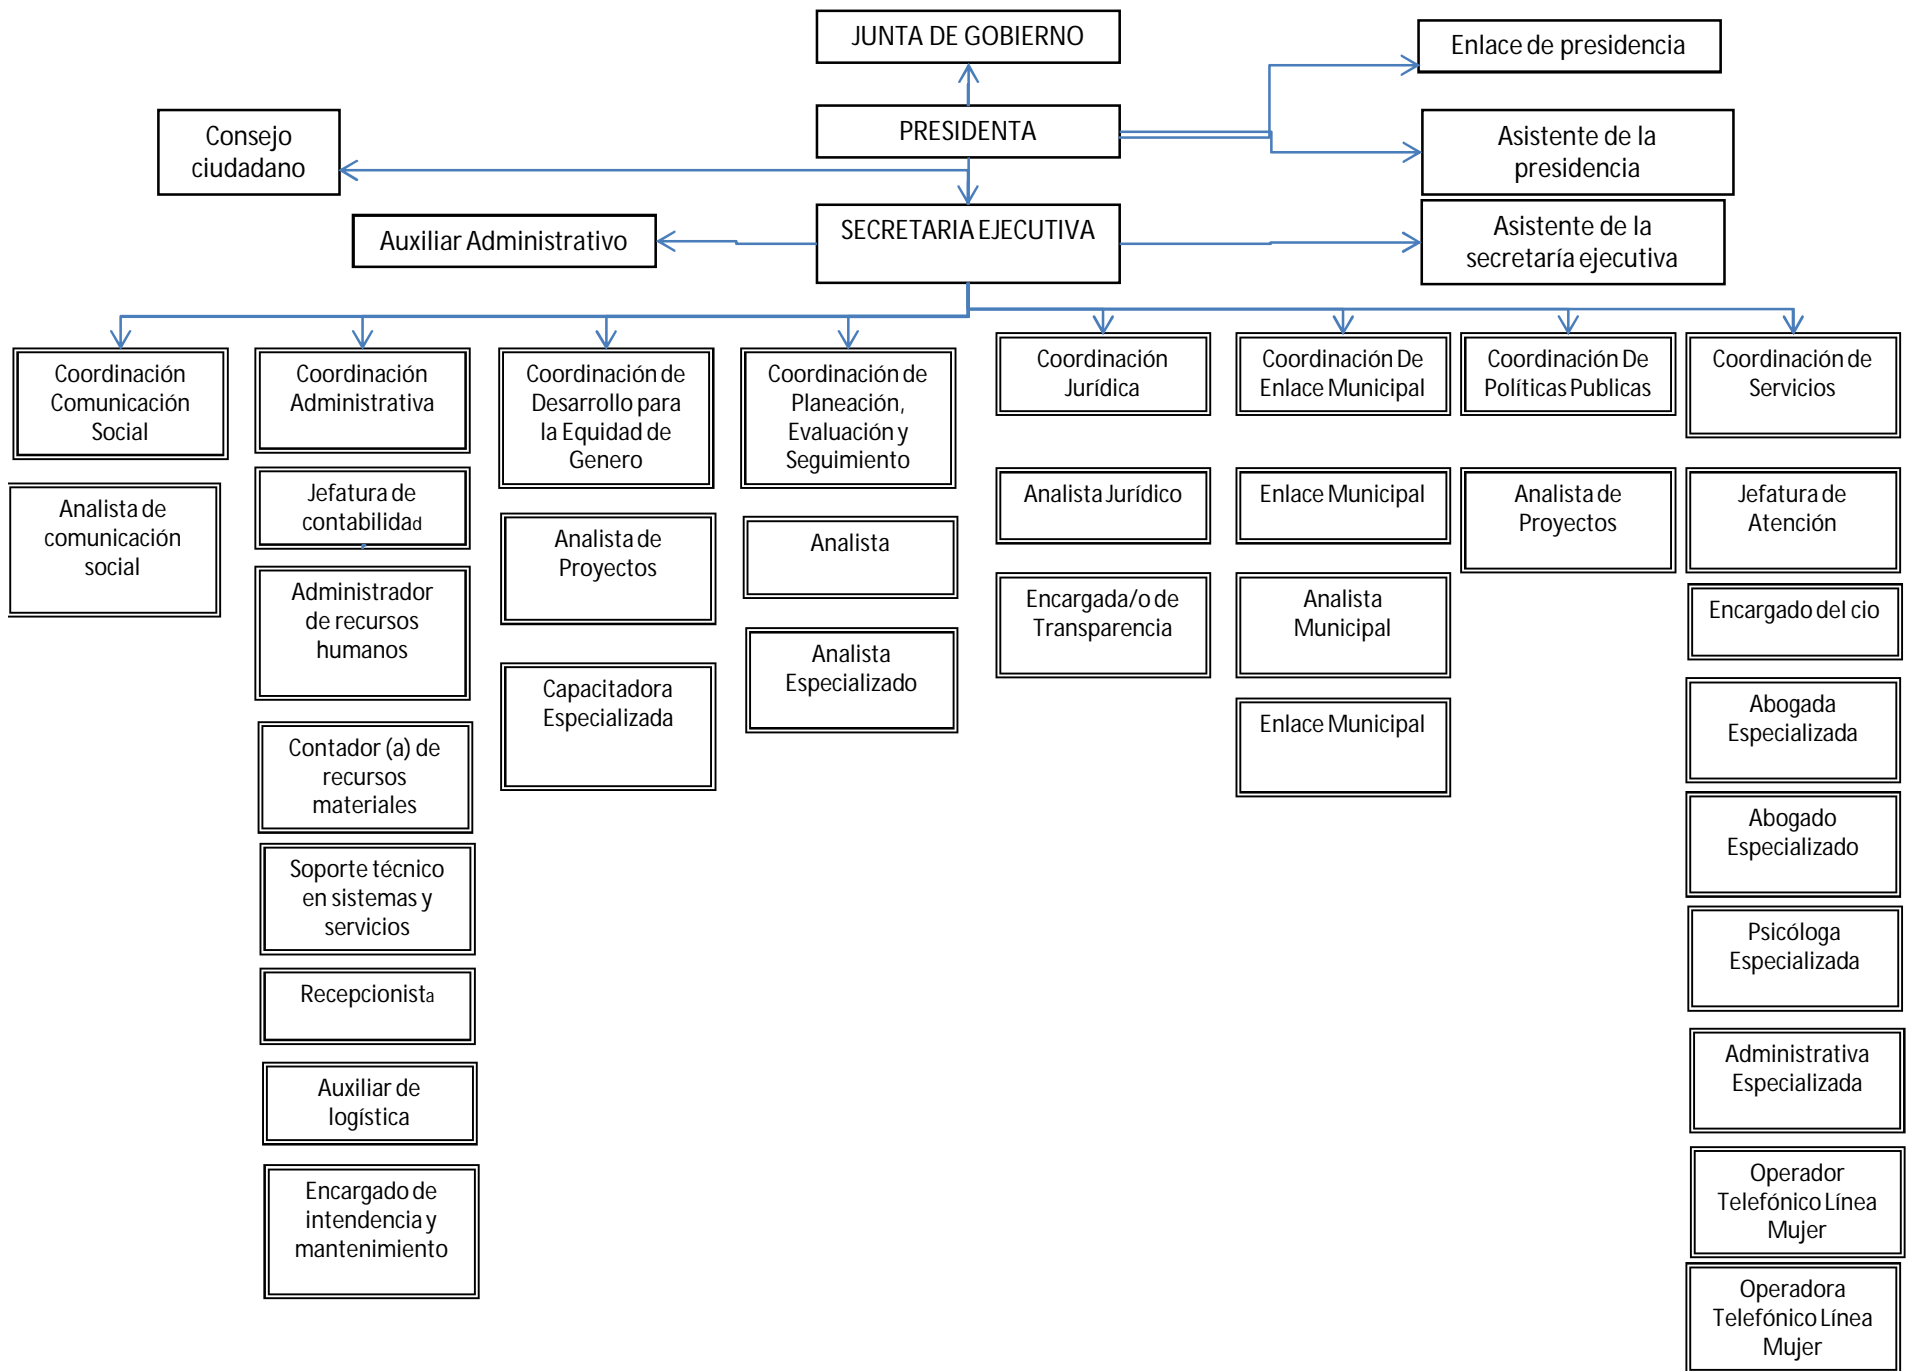 JUNTA DE GOBIERNO
Enlace de presidencia
PRESIDENTA
Consejo
ciudadano
Asistente de la
presidencia
SECRETARIA EJECUTIVA
Auxiliar Administrativo
Asistente de la
secretaría ejecutiva
Coordinación
Comunicación
Social
Analista de
comunicación
social
Coordinación
Administrativa
Jefatura de
contabilidad
Administrador
de recursos
humanos
Contador (a) de
recursos
materiales
Soporte técnico
en sistemas y
servicios
Recepcionista
Auxiliar de
logística
Encargado de
intendencia y
mantenimiento
Coordinación de
Desarrollo para
la Equidad de
Genero
Analista de
Proyectos
Capacitadora
Especializada
Coordinación de
Planeación,
Evaluación y
Seguimiento
Analista
Analista
Especializado
Coordinación
Jurídica
Analista Jurídico
Encargada/o de
Transparencia
Coordinación De
Enlace Municipal
Enlace Municipal
Analista
Municipal
Enlace Municipal
Coordinación De
Políticas Publicas
Analista de
Proyectos
Coordinación de
Servicios
Jefatura de
Atención
Encargado del cio
Abogada
Especializada
Abogado
Especializado
Psicóloga
Especializada
Administrativa
Especializada
Operador
Telefónico Línea
Mujer
Operadora
Telefónico Línea
Mujer